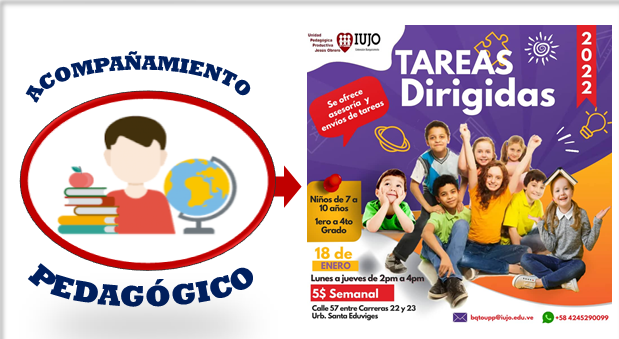 ACOMPAÑAMIENTO
PEDAGÓGICO
Unidad
Pedagógica
Productiva
Jesús Obrero
IUJO
TAREAS
Dirigidas
2022
Se ofrece
asesoría y
envíos de tareas
Niños de 7 a
10 años
1ero a 4to
Grado
18 de
ENERO
Lunes a jueves de 2pm a 4pm
5$ Semanal
Calle 57 entre Carreras 22 y 23
Urb. Santa Eduviges
bqtoupp@iujo.edu.ve
+58 4245290099